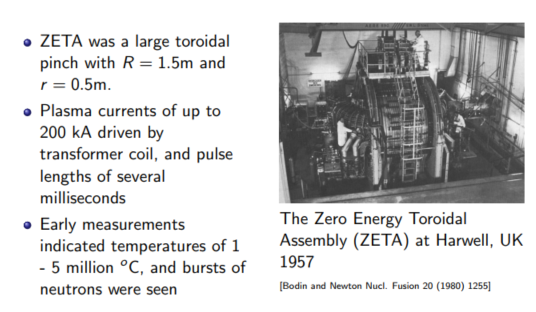 ZETA was a large toroidal
pinch with R = 1.5m and
r = 0.5m.
Plasma currents of up to
200 kA driven by
transformer coil, and pulse
lengths of several
milliseconds
Early measurements
indicated temperatures of 1
- 5 million °C, and bursts of
neutrons were seen
The Zero Energy Toroidal
Assembly (ZETA) at Harwell, UK
1957
[Bodin and Newton Nucl. Fusion 20 (1980) 1255]